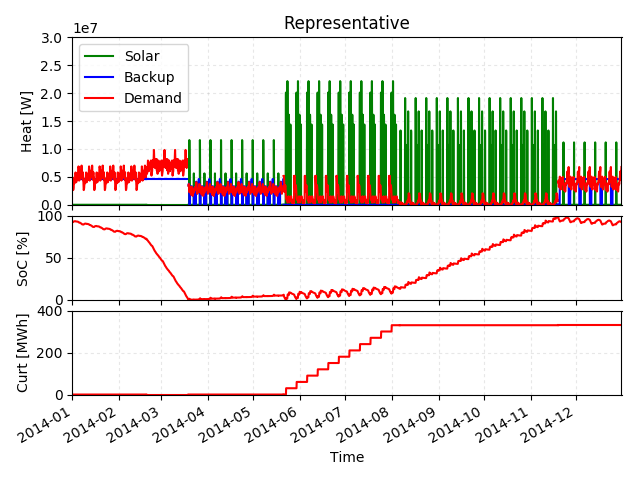 Representative
1e7
3.0
2.5
2.0
1.5
1.0
0.5
0.0
Heat [W]
Solar
Backup
Demand
100
50
0
SoC [%]
400
200
0
Curt [MWh]
2014-01
2014-02
2014-03
2014-04
2014-05
2014-06
2014-07
2014-08
2014-09
2014-10
2014-11
2014-12
Time